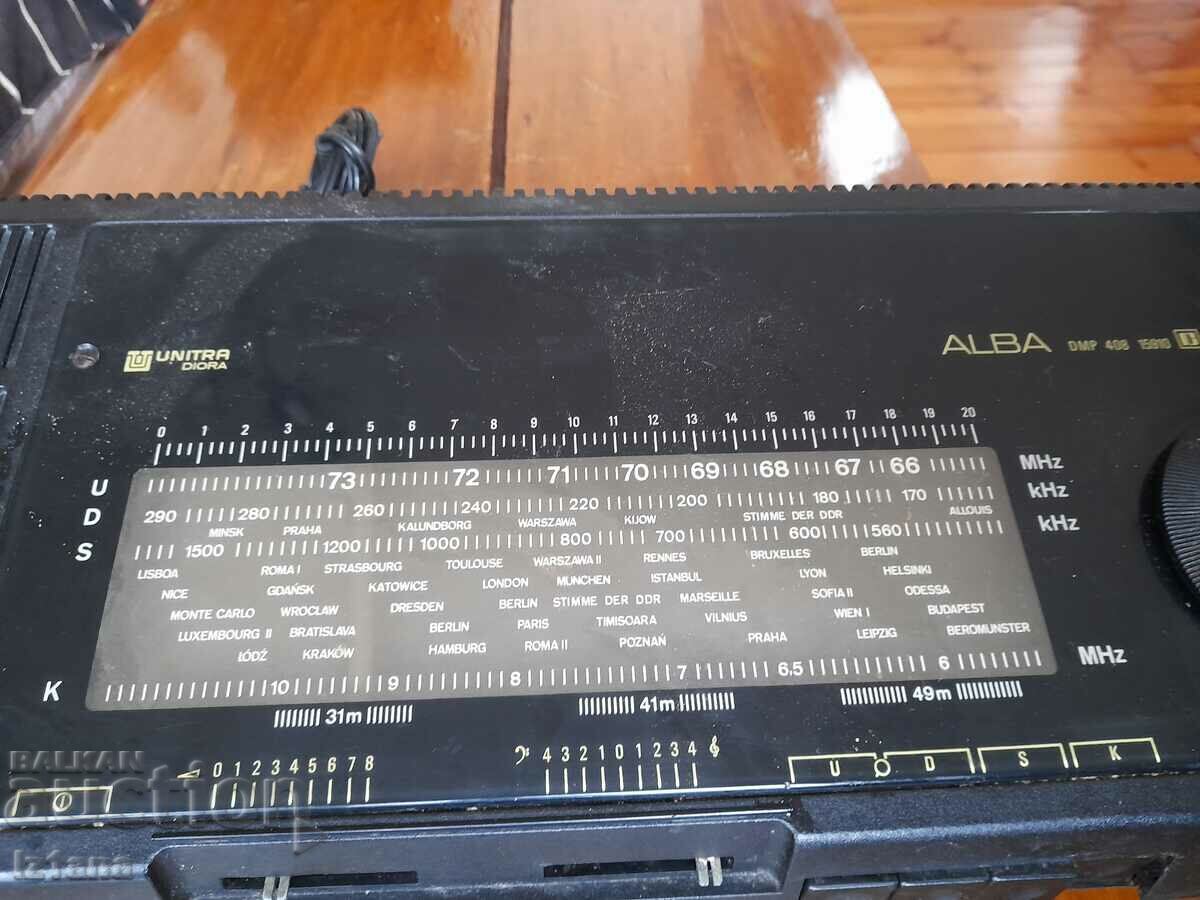 UNITRA
DIORA
ALBA DMP 408
0 1 2 3 4 5 6 7 8 9 10 11 12 13 14 15 16 17 18 19 20
U 73 72 71 70 69 68 67 66 MHz
D 290 280 260 240 220 200 180 170 kHz
MINSK PRAHA KALUNDBORG WARSZAWA KIJOW STIMME DER DDR ALLOUIS
S 1500 1200 1000 800 700 600 560 kHz
LISBOA ROMA I STRASBOURG TOULOUSE WARSZAWA II RENNES BRUXELLES BERLIN
NICE GDAŃSK KATOWICE LONDON MUNCHEN ISTANBUL LYON HELSINKI
MONTE CARLO WROCŁAW DRESDEN BERLIN STIMME DER DDR MARSEILLE SOFIA II ODESSA
LUXEMBOURG II BRATISLAVA BERLIN PARIS TIMISOARA VILNIUS WIEN I BUDAPEST
ŁÓDŹ KRAKÓW HAMBURG ROMA II POZNAŃ PRAHA LEIPZIG BEROMUNSTER
K 10 9 8 7 6.5 6 MHz
31m 41m 49m
0 1 2 3 4 5 6 7 8
4 3 2 1 0 1 2 3 4
U D S K
BALKAN
auction
iz1ana